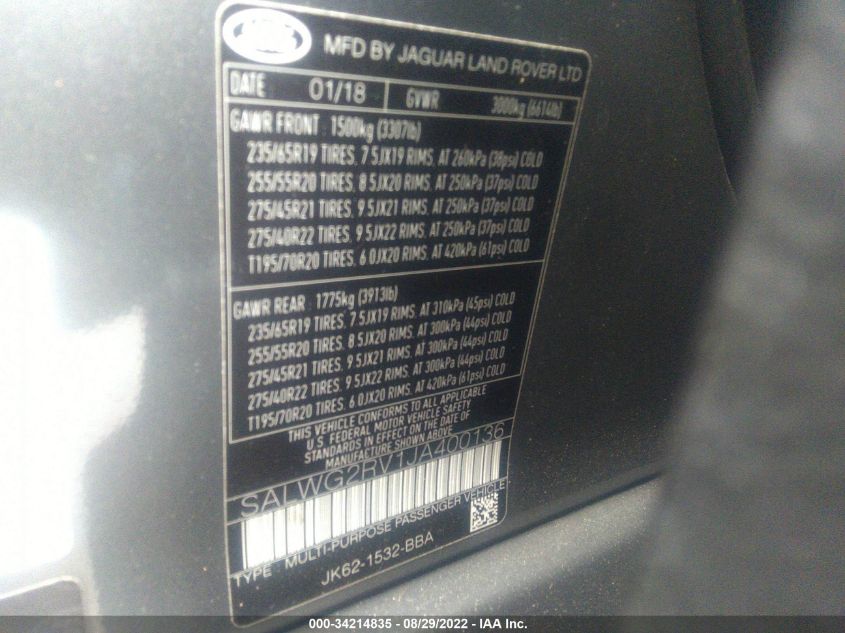 MFD BY JAGUAR LAND ROVER LTD
DATE 01/18 GVWR 3000kg (6614lb)
GAWR FRONT 1500kg (3307lb)
235/65R19 TIRES, 7.5JX19 RIMS, AT 260kPa (38psi) COLD
255/55R20 TIRES, 8.5JX20 RIMS, AT 250kPa (37psi) COLD
275/45R21 TIRES, 9.5JX21 RIMS, AT 250kPa (37psi) COLD
275/40R22 TIRES, 9.5JX22 RIMS, AT 250kPa (37psi) COLD
T195/70R20 TIRES, 6.0JX20 RIMS, AT 420kPa (61psi) COLD
GAWR REAR 1775kg (3913lb)
235/65R19 TIRES, 7.5JX19 RIMS, AT 310kPa (45psi) COLD
255/55R20 TIRES, 8.5JX20 RIMS, AT 300kPa (44psi) COLD
275/45R21 TIRES, 9.5JX21 RIMS, AT 300kPa (44psi) COLD
275/40R22 TIRES, 9.5JX22 RIMS, AT 300kPa (44psi) COLD
T195/70R20 TIRES, 6.0JX20 RIMS, AT 420kPa (61psi) COLD
THIS VEHICLE CONFORMS TO ALL APPLICABLE
U.S. FEDERAL MOTOR VEHICLE SAFETY
STANDARDS IN EFFECT ON THE DATE OF
MANUFACTURE SHOWN ABOVE
SALWG2RV1JA400136
TYPE: MULTI-PURPOSE PASSENGER VEHICLE
JK62-1532-BBA
000-34214835 - 08/29/2022 - IAA Inc.